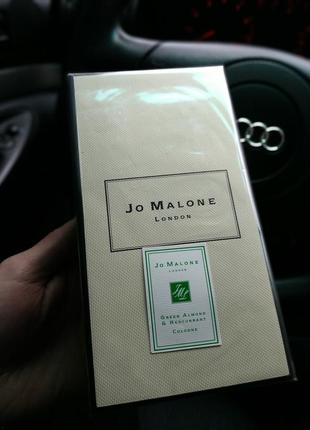 JO MALONE
LONDON
JO MALONE
LONDON
GREEN ALMOND
& REDCURRANT
COLOGNE